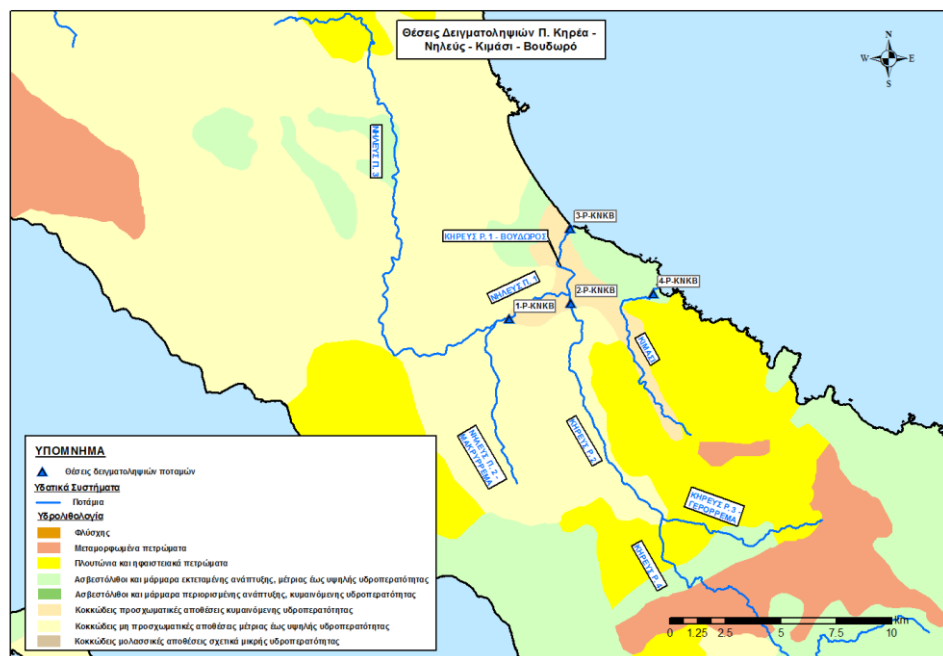 Θέσεις Δειγματοληψιών Π. Κηρέα -
Νηλεύς - Κιμάσι - Βουδωρό
N
W
E
S
ΝΗΛΕΥΣ Π. 3
3-P-KNKB
ΚΗΡΕΥΣ Ρ. 1 - ΒΟΥΔΩΡΟΣ
4-P-KNKB
ΝΗΛΕΥΣ Π. 1
2-P-KNKB
1-P-KNKB
ΚΙΜΑΣΙ
ΝΗΛΕΥΣ Π. 2 -
ΜΑΚΡΥΡΡΕΜΑ
ΚΗΡΕΥΣ Ρ.2
ΚΗΡΕΥΣ Ρ.3 -
ΓΕΡΟΡΡΕΜΑ
ΚΗΡΕΥΣ Ρ.4
ΥΠΟΜΝΗΜΑ
Θέσεις δειγματοληψιών ποταμών
Υδατικά Συστήματα
Ποτάμια
Υδρολιθολογία
Φλύσχης
Μεταμορφωμένα πετρώματα
Πλουτώνια και ηφαιστειακά πετρώματα
Ασβεστόλιθοι και μάρμαρα εκτεταμένης ανάπτυξης, μέτριας έως υψηλής υδροπερατότητας
Ασβεστόλιθοι και μάρμαρα περιορισμένης ανάπτυξης, κυμαινόμενης υδροπερατότητας
Κοκκώδεις προσχωματικές αποθέσεις κυμαινόμενης υδροπερατότητας
Κοκκώδεις μη προσχωματικές αποθέσεις μέτριας έως υψηλής υδροπερατότητας
Κοκκώδεις μολασσικές αποθέσεις σχετικά μικρής υδροπερατότητας
km
0 1.25 2.5 5 7.5 10